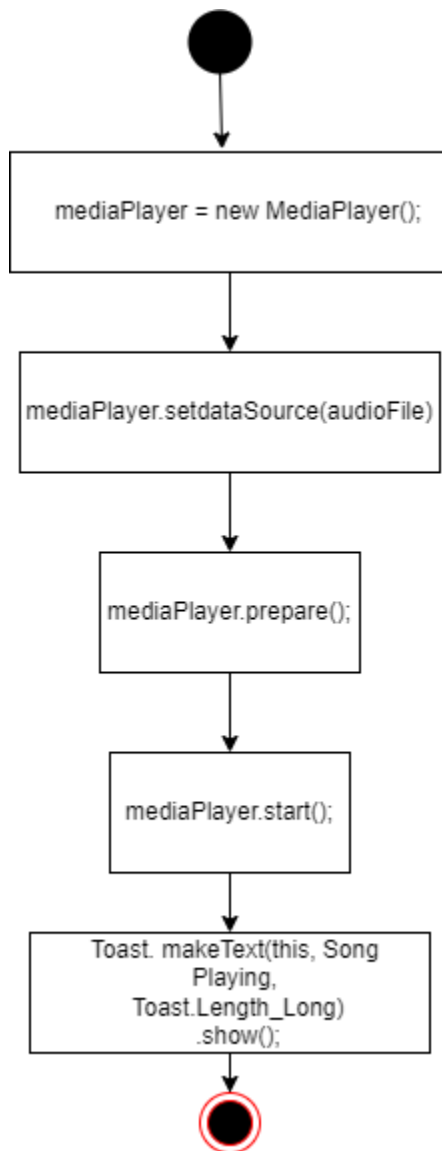 mediaPlayer = new MediaPlayer();
mediaPlayer.setdataSource(audioFile)
mediaPlayer.prepare();
mediaPlayer.start();
Toast. makeText(this, Song
Playing,
Toast.Length_Long)
.show();